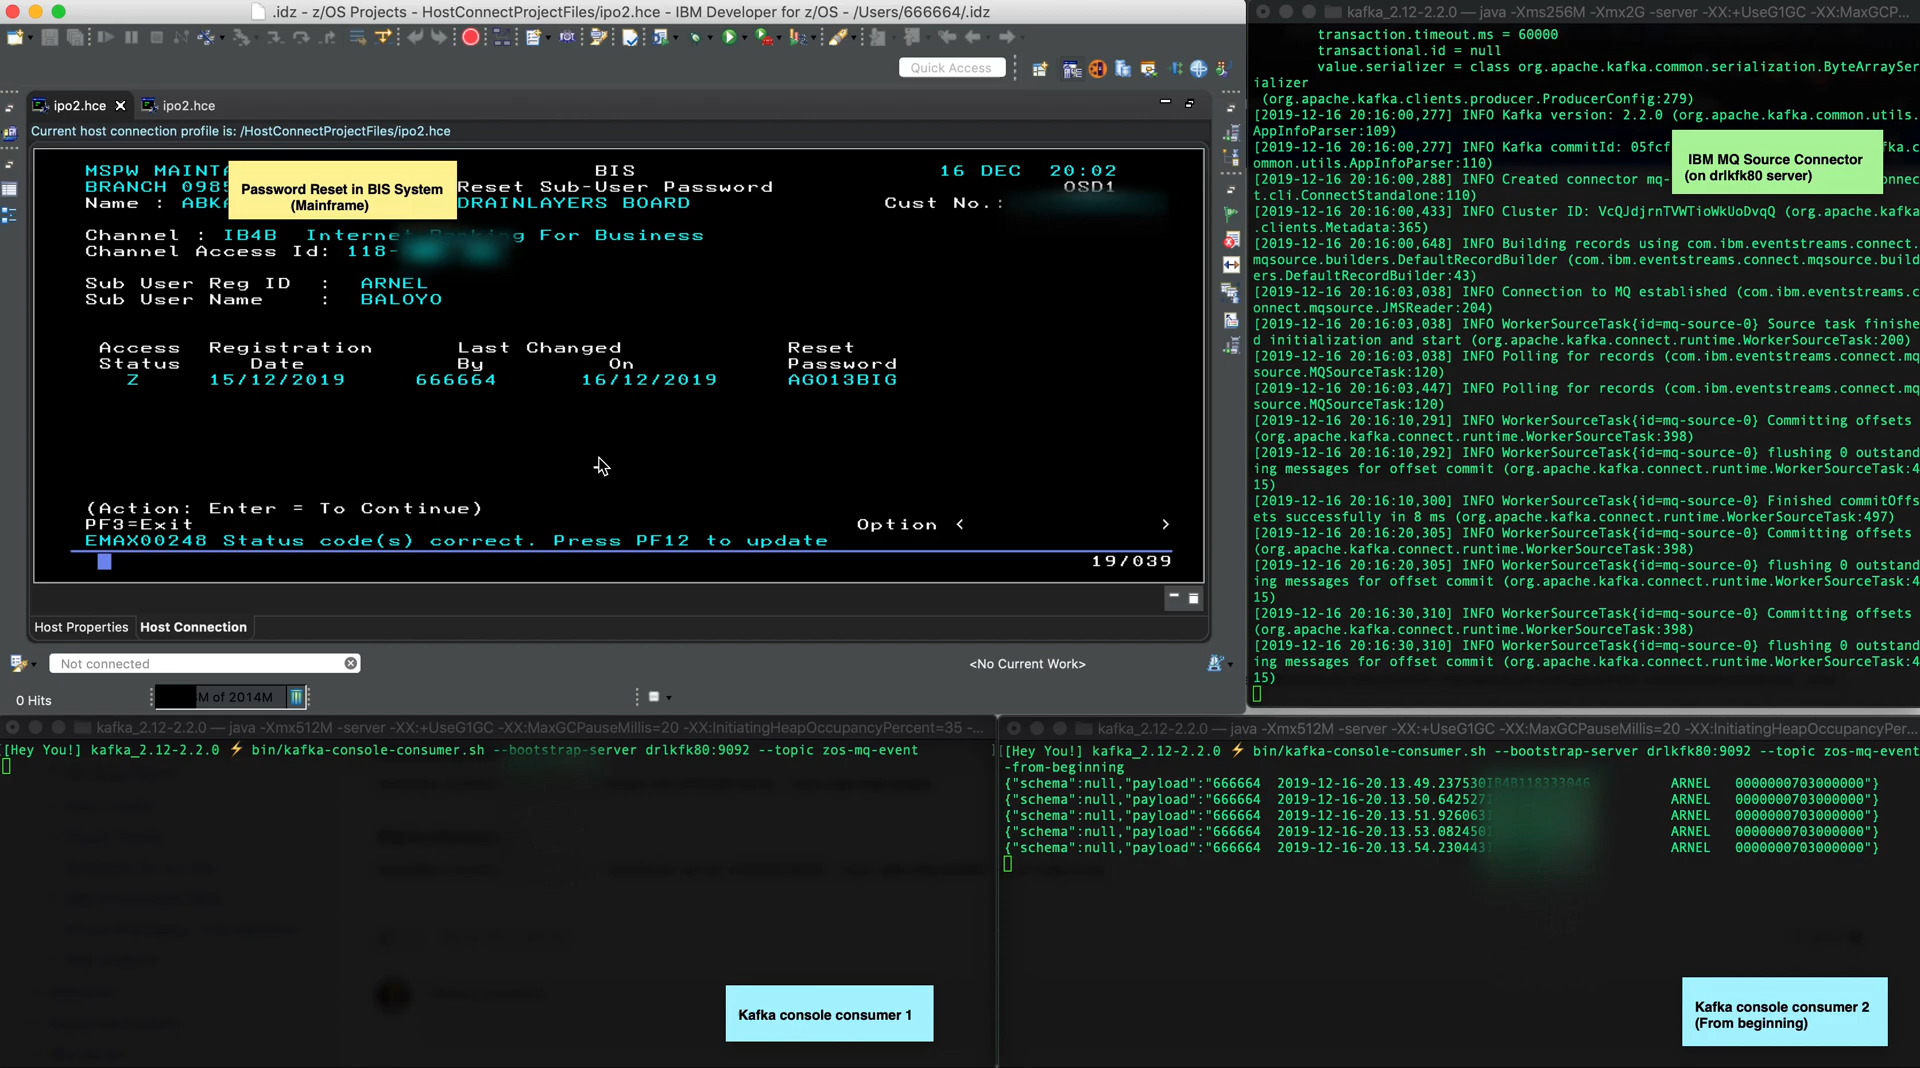 .idz - z/OS Projects - HostConnectProjectFiles/ipo2.hce - IBM Developer for z/OS - /Users/666664/.idz
Quick Access
ipo2.hce
ipo2.hce
Current host connection profile is: /HostConnectProjectFiles/ipo2.hce
MSPW MAINT BIS 16 DEC 20:02
BRANCH 0985 Reset Sub-User Password OSD1
Name : ABKA DRAINLAYERS BOARD Cust No.:
Password Reset in BIS System
(Mainframe)
Channel : IB4B Internet Banking For Business
Channel Access Id: 118-
Sub User Reg ID : ARNEL
Sub User Name : BALOYO
Access Registration Last Changed Reset
Status Date By On Password
Z 15/12/2019 666664 16/12/2019 AGO13BIG
(Action: Enter = To Continue)
PF3=Exit Option < >
EMAX00248 Status code(s) correct. Press PF12 to update
19/039
Host Properties
Host Connection
Not connected
<No Current Work>
0 Hits
M of 2014M
kafka_2.12-2.2.0 — java -Xms256M -Xmx2G -server -XX:+UseG1GC -XX:MaxGCP...
transaction.timeout.ms = 60000
transactional.id = null
value.serializer = class org.apache.kafka.common.serialization.ByteArraySer
ializer
(org.apache.kafka.clients.producer.ProducerConfig:279)
[2019-12-16 20:16:00,277] INFO Kafka version: 2.2.0 (org.apache.kafka.common.utils.
AppInfoParser:109)
[2019-12-16 20:16:00,277] INFO Kafka commitId: 05fcf
ommon.utils.AppInfoParser:110)
[2019-12-16 20:16:00,288] INFO Created connector mq-
t.cli.ConnectStandalone:110)
IBM MQ Source Connector
(on drlkfk80 server)
[2019-12-16 20:16:00,433] INFO Cluster ID: VcQJdjrnTVWTioWkUoDvqQ (org.apache.kafka
.clients.Metadata:365)
[2019-12-16 20:16:00,648] INFO Building records using com.ibm.eventstreams.connect.
mqsource.builders.DefaultRecordBuilder (com.ibm.eventstreams.connect.mqsource.build
ers.DefaultRecordBuilder:43)
[2019-12-16 20:16:03,038] INFO Connection to MQ established (com.ibm.eventstreams.c
onnect.mqsource.JMSReader:204)
[2019-12-16 20:16:03,038] INFO WorkerSourceTask{id=mq-source-0} Source task finishe
d initialization and start (org.apache.kafka.connect.runtime.WorkerSourceTask:200)
[2019-12-16 20:16:03,038] INFO Polling for records (com.ibm.eventstreams.connect.mq
source.MQSourceTask:120)
[2019-12-16 20:16:03,447] INFO Polling for records (com.ibm.eventstreams.connect.mq
source.MQSourceTask:120)
[2019-12-16 20:16:10,291] INFO WorkerSourceTask{id=mq-source-0} Committing offsets
(org.apache.kafka.connect.runtime.WorkerSourceTask:398)
[2019-12-16 20:16:10,292] INFO WorkerSourceTask{id=mq-source-0} flushing 0 outstand
ing messages for offset commit (org.apache.kafka.connect.runtime.WorkerSourceTask:4
15)
[2019-12-16 20:16:10,300] INFO WorkerSourceTask{id=mq-source-0} Finished commitOffs
ets successfully in 8 ms (org.apache.kafka.connect.runtime.WorkerSourceTask:497)
[2019-12-16 20:16:20,305] INFO WorkerSourceTask{id=mq-source-0} Committing offsets
(org.apache.kafka.connect.runtime.WorkerSourceTask:398)
[2019-12-16 20:16:20,305] INFO WorkerSourceTask{id=mq-source-0} flushing 0 outstand
ing messages for offset commit (org.apache.kafka.connect.runtime.WorkerSourceTask:4
15)
[2019-12-16 20:16:30,310] INFO WorkerSourceTask{id=mq-source-0} Committing offsets
(org.apache.kafka.connect.runtime.WorkerSourceTask:398)
[2019-12-16 20:16:30,310] INFO WorkerSourceTask{id=mq-source-0} flushing 0 outstand
ing messages for offset commit (org.apache.kafka.connect.runtime.WorkerSourceTask:4
15)
kafka_2.12-2.2.0 — java -Xmx512M -server -XX:+UseG1GC -XX:MaxGCPauseMillis=20 -XX:InitiatingHeapOccupancyPercent=35 -...
[Hey You!] kafka_2.12-2.2.0 ⚡ bin/kafka-console-consumer.sh --bootstrap-server drlkfk80:9092 --topic zos-mq-event
Kafka console consumer 1
kafka_2.12-2.2.0 — java -Xmx512M -server -XX:+UseG1GC -XX:MaxGCPauseMillis=20 -XX:InitiatingHeapOccupancyPer...
[Hey You!] kafka_2.12-2.2.0 ⚡ bin/kafka-console-consumer.sh --bootstrap-server drlkfk80:9092 --topic zos-mq-event
-from-beginning
{"schema":null,"payload":"666664 2019-12-16-20.13.49.237530IB4B118333046 ARNEL 0000000703000000"}
{"schema":null,"payload":"666664 2019-12-16-20.13.50.642527I ARNEL 0000000703000000"}
{"schema":null,"payload":"666664 2019-12-16-20.13.51.926063I ARNEL 0000000703000000"}
{"schema":null,"payload":"666664 2019-12-16-20.13.53.082450I ARNEL 0000000703000000"}
{"schema":null,"payload":"666664 2019-12-16-20.13.54.230443I ARNEL 0000000703000000"}
Kafka console consumer 2
(From beginning)